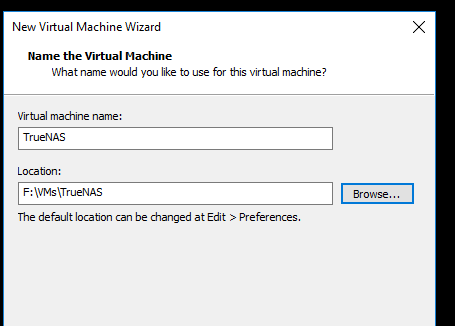 New Virtual Machine Wizard
Name the Virtual Machine
What name would you like to use for this virtual machine?
Virtual machine name:
TrueNAS
Location:
F:\VMs\TrueNAS
Browse...
The default location can be changed at Edit > Preferences.